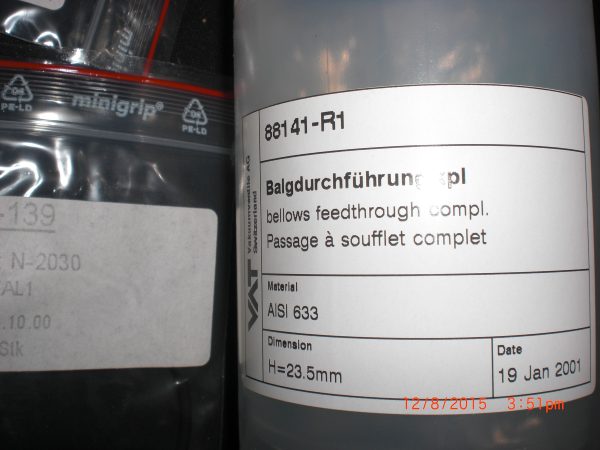 minigrip®
PE-LD
PE-LD
-139
N-2030
AL1
.10.00
Stk
VAT Vakuumventile AG
Switzerland
88141-R1
Balgdurchführung kpl
bellows feedthrough compl.
Passage à soufflet complet
Material
AISI 633
Dimension
H=23.5mm
Date
19 Jan 2001
12/8/2015 3:51pm